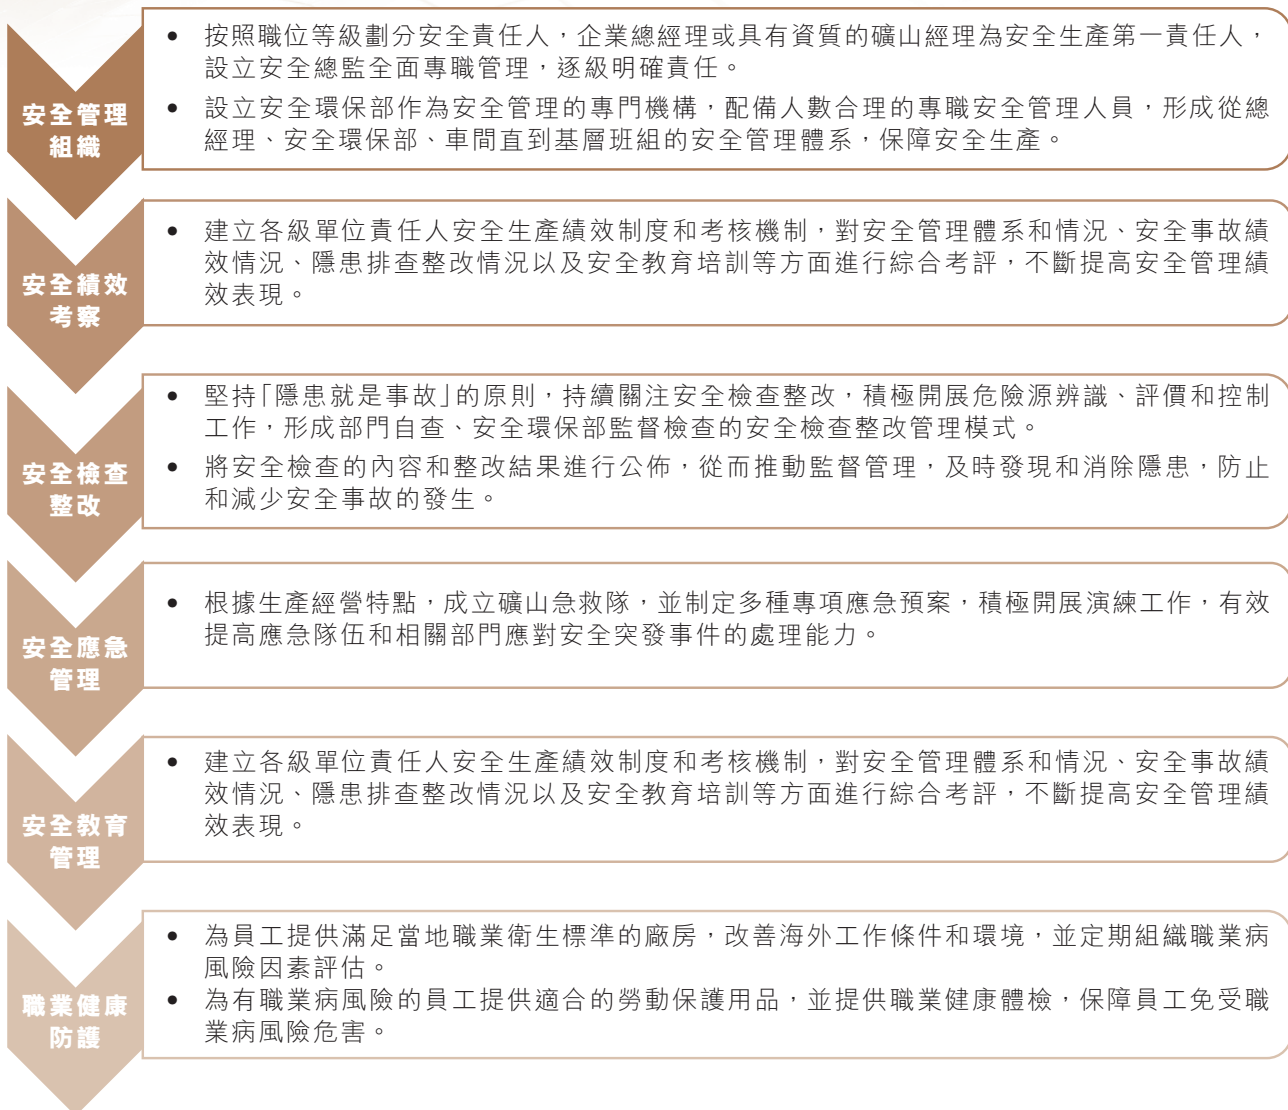 安全管理
組織
• 按照職位等級劃分安全責任人，企業總經理或具有資質的礦山經理為安全生產第一責任人，
設立安全總監全面專職管理，逐級明確責任。
• 設立安全環保部作為安全管理的專門機構，配備人數合理的專職安全管理人員，形成從總
經理、安全環保部、車間直到基層班組的安全管理體系，保障安全生產。
安全績效
考察
• 建立各級單位責任人安全生產績效制度和考核機制，對安全管理體系和情況、安全事故績
效情況、隱患排查整改情況以及安全教育培訓等方面進行綜合考評，不斷提高安全管理績
效表現。
安全檢查
整改
• 堅持「隱患就是事故」的原則，持續關注安全檢查整改，積極開展危險源辨識、評價和控制
工作，形成部門自查、安全環保部監督檢查的安全檢查整改管理模式。
• 將安全檢查的內容和整改結果進行公佈，從而推動監督管理，及時發現和消除隱患，防止
和減少安全事故的發生。
安全應急
管理
• 根據生產經營特點，成立礦山急救隊，並制定多種專項應急預案，積極開展演練工作，有效
提高應急隊伍和相關部門應對安全突發事件的處理能力。
安全教育
管理
• 建立各級單位責任人安全生產績效制度和考核機制，對安全管理體系和情況、安全事故績
效情況、隱患排查整改情況以及安全教育培訓等方面進行綜合考評，不斷提高安全管理績
效表現。
職業健康
防護
• 為員工提供滿足當地職業衛生標準的廠房，改善海外工作條件和環境，並定期組織職業病
風險因素評估。
• 為有職業病風險的員工提供適合的勞動保護用品，並提供職業健康體檢，保障員工免受職
業病風險危害。